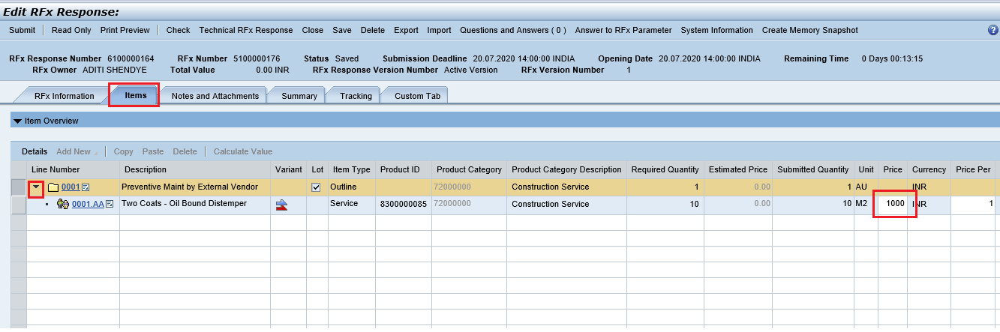 Edit RFx Response:
Submit Read Only Print Preview Check Technical RFx Response Close Save Delete Export Import Questions and Answers ( 0 ) Answer to RFx Parameter System Information Create Memory Snapshot ?
RFx Response Number 6100000164 RFx Number 5100000176 Status Saved Submission Deadline 20.07.2020 14:00:00 INDIA Opening Date 20.07.2020 14:00:00 INDIA Remaining Time 0 Days 00:13:15
RFx Owner ADITI SHENDYE Total Value 0.00 INR RFx Response Version Number Active Version RFx Version Number 1
RFx Information Items Notes and Attachments Summary Tracking Custom Tab
Item Overview
Details Add New Copy Paste Delete Calculate Value
Line Number Description Variant Lot Item Type Product ID Product Category Product Category Description Required Quantity Estimated Price Submitted Quantity Unit Price Currency Price Per
0001 Preventive Maint by External Vendor Outline 72000000 Construction Service 1 0.00 1 AU INR
0001.AA Two Coats - Oil Bound Distemper Service 8300000085 72000000 Construction Service 10 0.00 10 M2 1000 INR 1